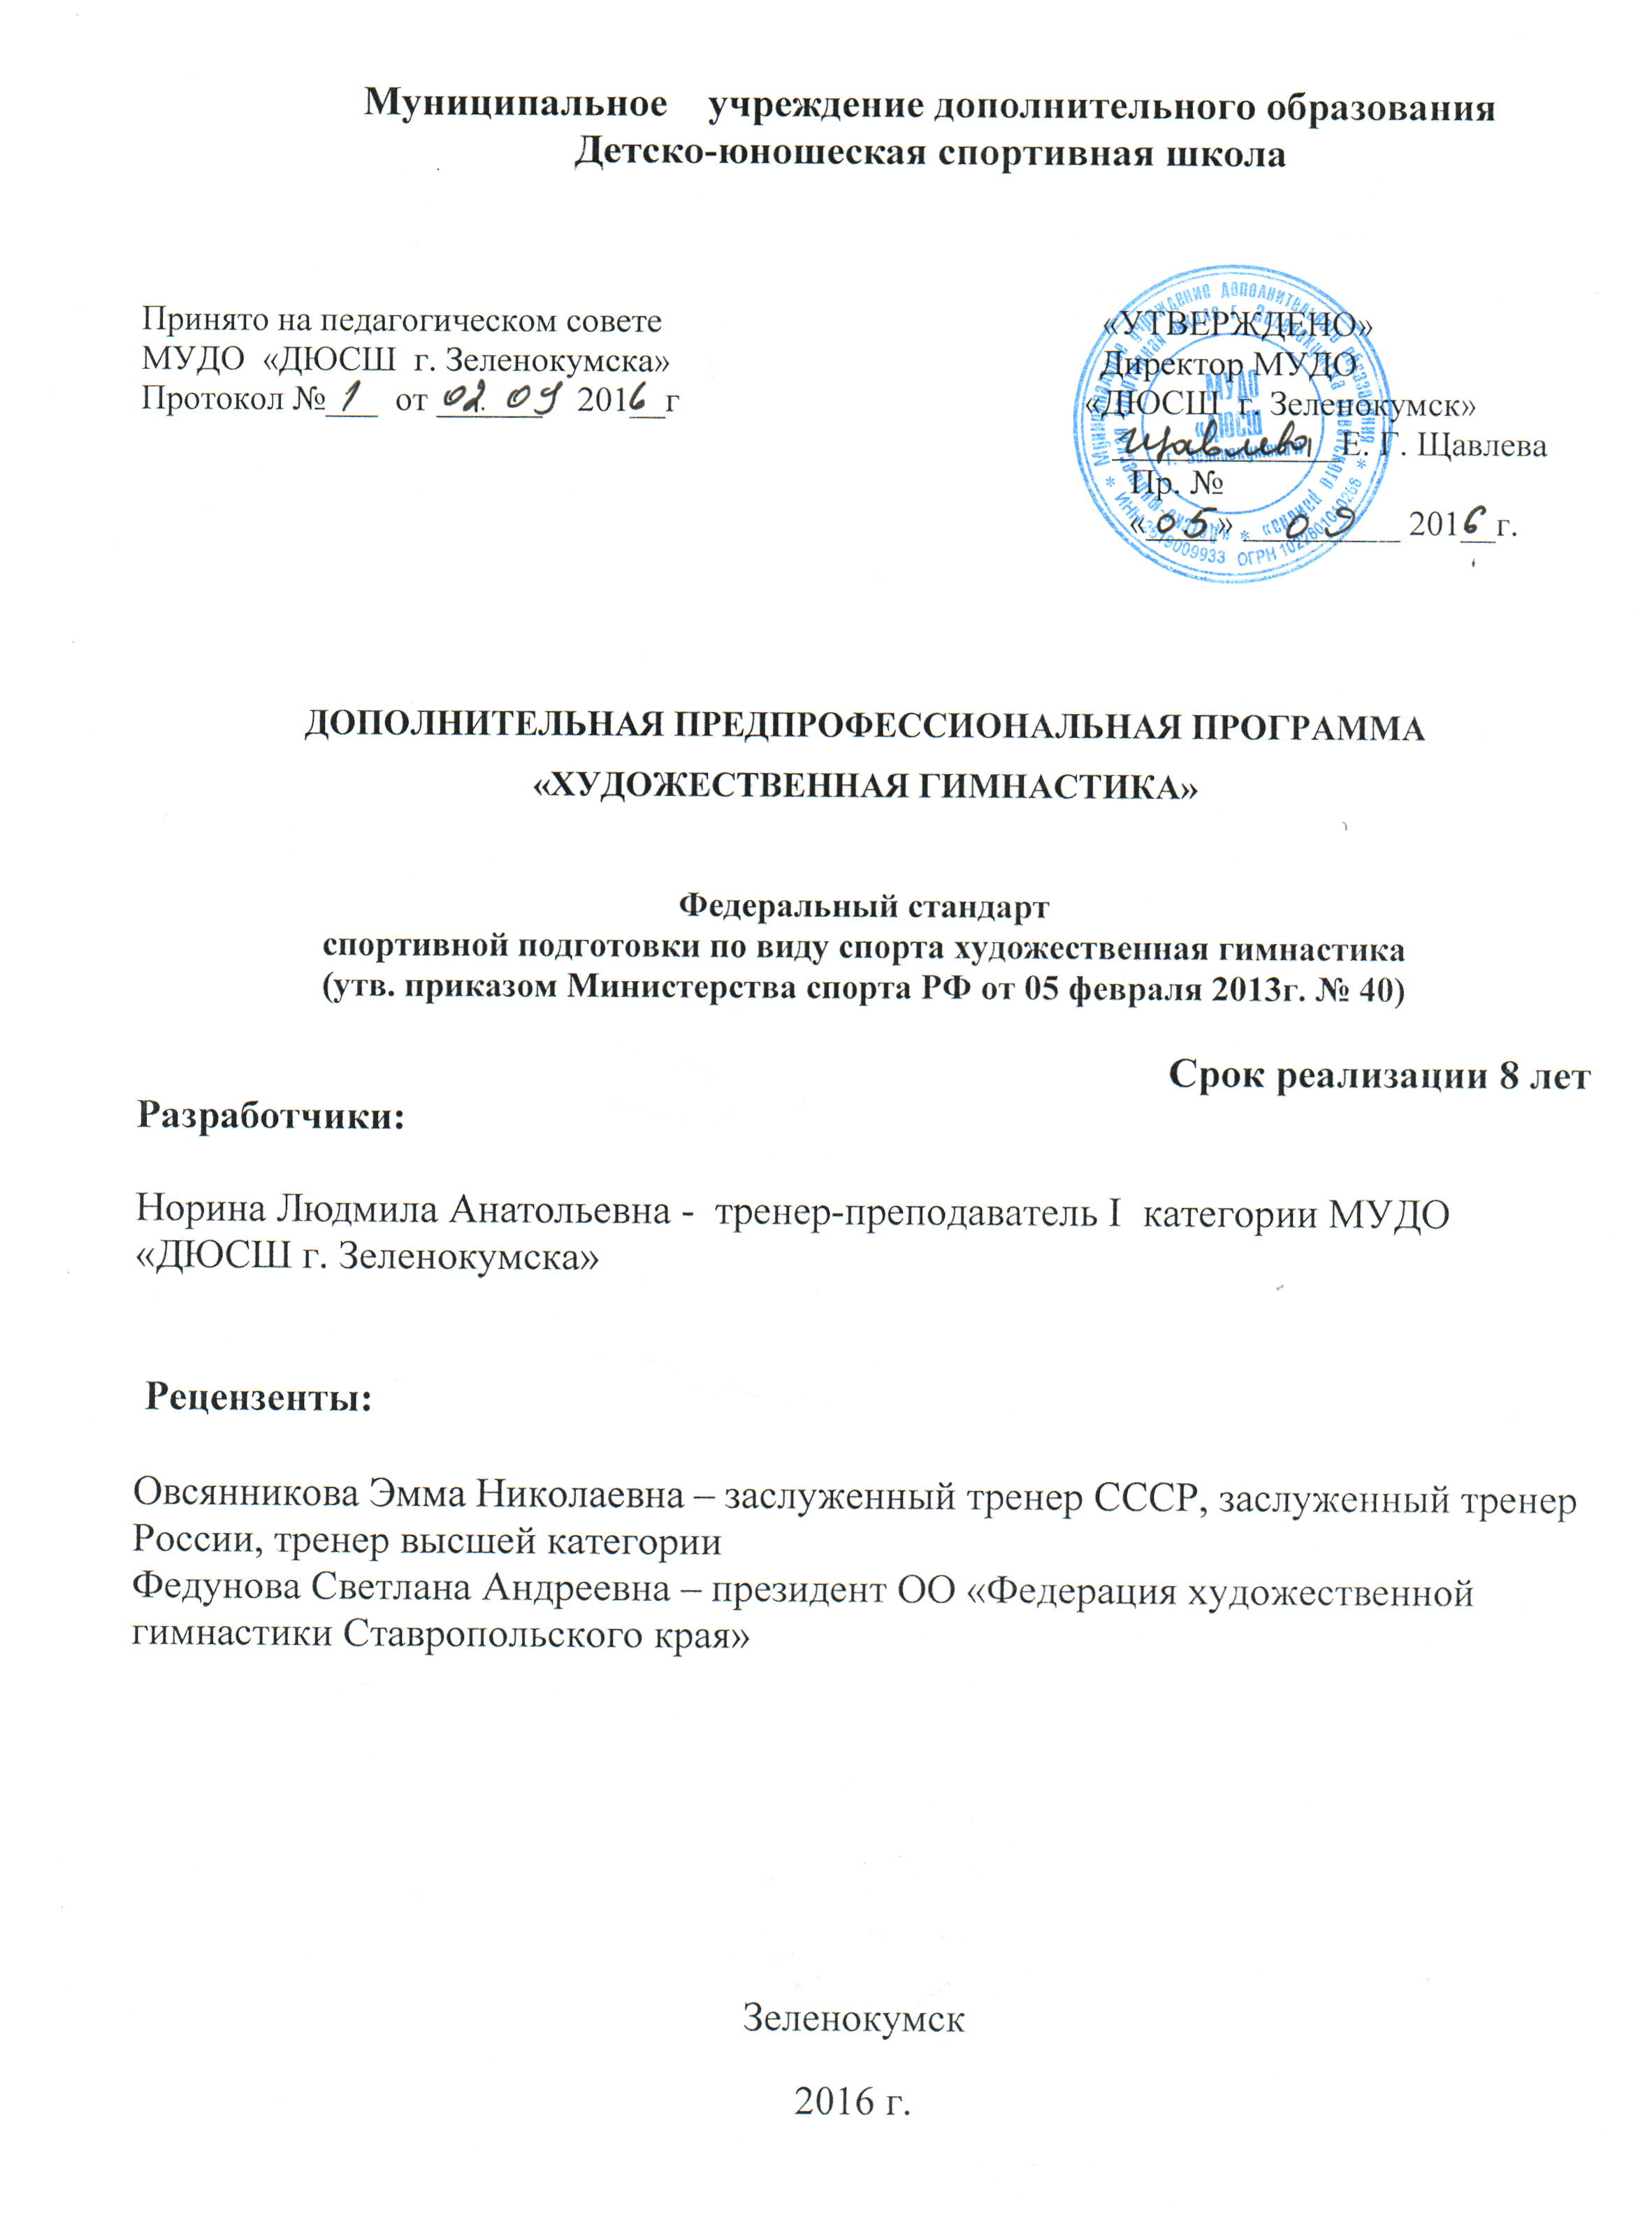 Муниципальное учреждение дополнительного образования
Детско-юношеская спортивная школа
Принято на педагогическом совете
МУДО «ДЮСШ г. Зеленокумска»
Протокол № 1 от 02. 09 2016 г
«УТВЕРЖДЕНО»
Директор МУДО
«ДЮСШ г. Зеленокумск»
Щавлева Е. Г. Щавлева
Пр. №
«05» 09 2016 г.
МУДО
«ДЮСШ
ДОПОЛНИТЕЛЬНАЯ ПРЕДПРОФЕССИОНАЛЬНАЯ ПРОГРАММА
«ХУДОЖЕСТВЕННАЯ ГИМНАСТИКА»
Федеральный стандарт
спортивной подготовки по виду спорта художественная гимнастика
(утв. приказом Министерства спорта РФ от 05 февраля 2013г. № 40)
Срок реализации 8 лет
Разработчики:
Норина Людмила Анатольевна - тренер-преподаватель I категории МУДО
«ДЮСШ г. Зеленокумска»
Рецензенты:
Овсянникова Эмма Николаевна – заслуженный тренер СССР, заслуженный тренер
России, тренер высшей категории
Федунова Светлана Андреевна – президент ОО «Федерация художественной
гимнастики Ставропольского края»
Зеленокумск
2016 г.